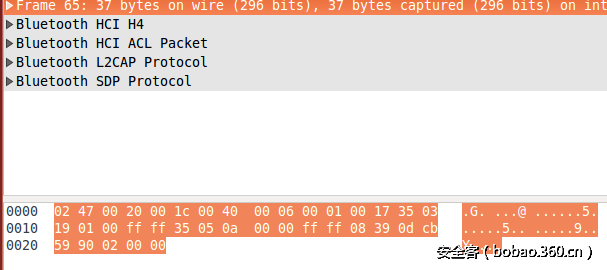 Frame 65: 37 bytes on wire (296 bits), 37 bytes captured (296 bits) on int
Bluetooth HCI H4
Bluetooth HCI ACL Packet
Bluetooth L2CAP Protocol
Bluetooth SDP Protocol
0000 02 47 00 20 00 1c 00 40 00 06 00 01 00 17 35 03 .G. ...@ ......5.
0010 19 01 00 ff ff 35 05 0a 00 00 ff ff 08 39 0d cb .....5.. .....9..
0020 59 90 02 00 00
安全客 ( bobao.360.cn )